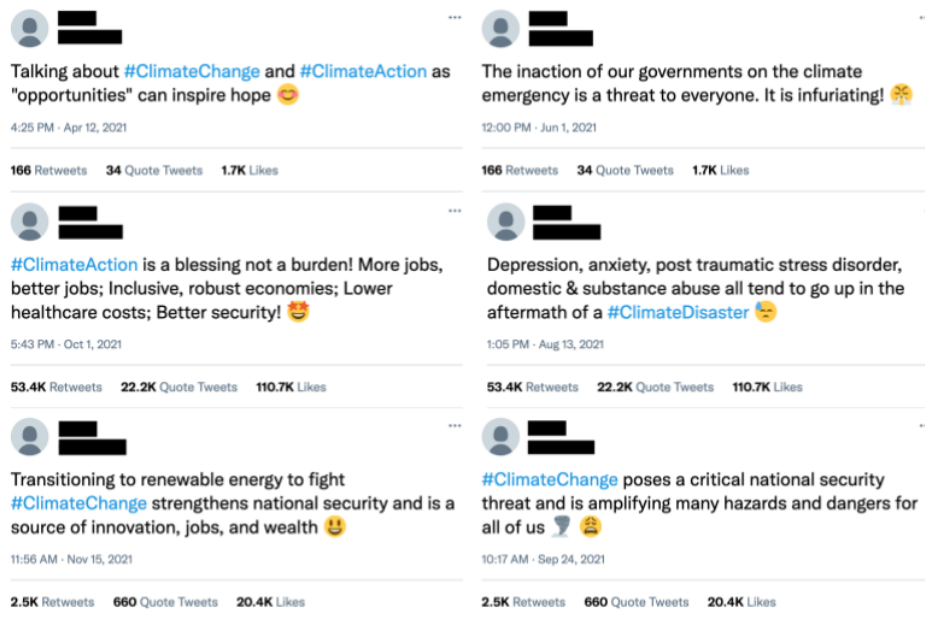 Talking about #ClimateChange and #ClimateAction as
"opportunities" can inspire hope 😊
4:25 PM · Apr 12, 2021
166 Retweets 34 Quote Tweets 1.7K Likes
#ClimateAction is a blessing not a burden! More jobs,
better jobs; Inclusive, robust economies; Lower
healthcare costs; Better security! 🤩
5:43 PM · Oct 1, 2021
53.4K Retweets 22.2K Quote Tweets 110.7K Likes
Transitioning to renewable energy to fight
#ClimateChange strengthens national security and is a
source of innovation, jobs, and wealth 😃
11:56 AM · Nov 15, 2021
2.5K Retweets 660 Quote Tweets 20.4K Likes
The inaction of our governments on the climate
emergency is a threat to everyone. It is infuriating! 😤
12:00 PM · Jun 1, 2021
166 Retweets 34 Quote Tweets 1.7K Likes
Depression, anxiety, post traumatic stress disorder,
domestic & substance abuse all tend to go up in the
aftermath of a #ClimateDisaster 😓
1:05 PM · Aug 13, 2021
53.4K Retweets 22.2K Quote Tweets 110.7K Likes
#ClimateChange poses a critical national security
threat and is amplifying many hazards and dangers for
all of us 🌪️ 😩
10:17 AM · Sep 24, 2021
2.5K Retweets 660 Quote Tweets 20.4K Likes